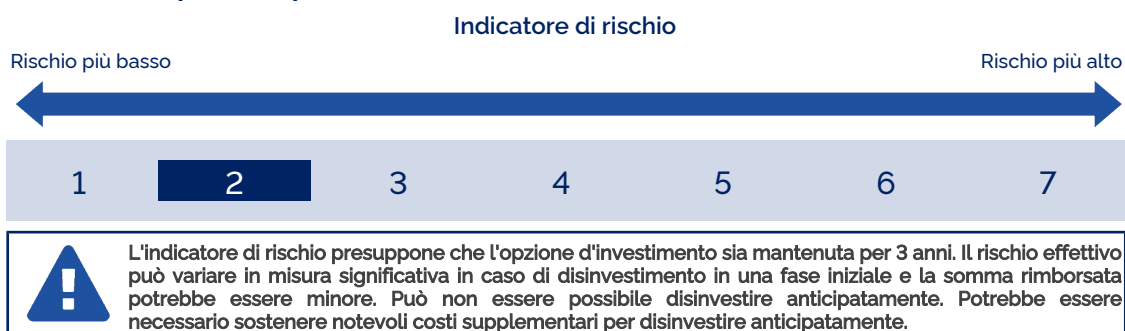 Indicatore di rischio
Rischio più basso
Rischio più alto
1 2 3 4 5 6 7
L'indicatore di rischio presuppone che l'opzione d'investimento sia mantenuta per 3 anni. Il rischio effettivo
può variare in misura significativa in caso di disinvestimento in una fase iniziale e la somma rimborsata
potrebbe essere minore. Può non essere possibile disinvestire anticipatamente. Potrebbe essere
necessario sostenere notevoli costi supplementari per disinvestire anticipatamente.